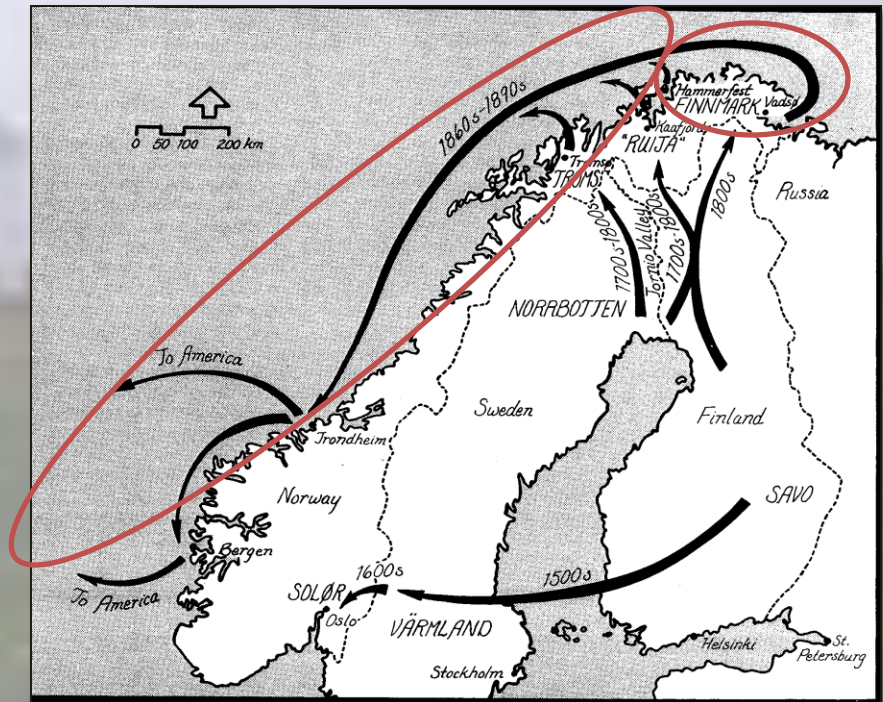 0 50 100 200 km
1860s-1890s
Hammerfest
FINNMARK
Vadsø
Kaafjord
"RUIJA"
Tromsø
TROMS
Russia
1700s-1800s
Tornio Valley
1700s-1800s
1800s
NORRBOTTEN
To America
Sweden
Finland
Trondheim
Norway
SAVO
Bergen
To America
1600s
1500s
SOLØR
Oslo
VÄRMLAND
Helsinki
St.
Petersburg
Stockholm